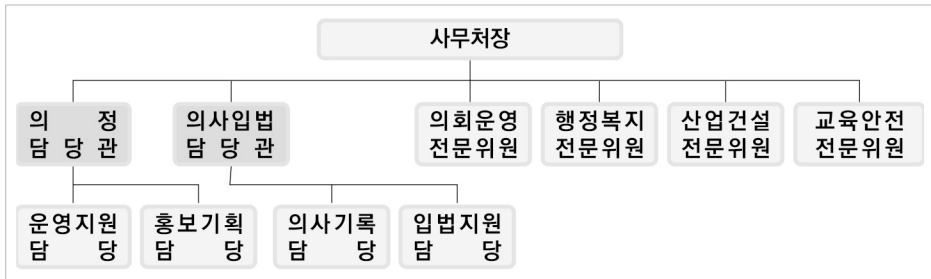 사무처장
의 정
담 당 관
의사입법
담 당 관
의회운영
전문위원
행정복지
전문위원
산업건설
전문위원
교육안전
전문위원
운영지원
담 당
홍보기획
담 당
의사기록
담 당
입법지원
담 당